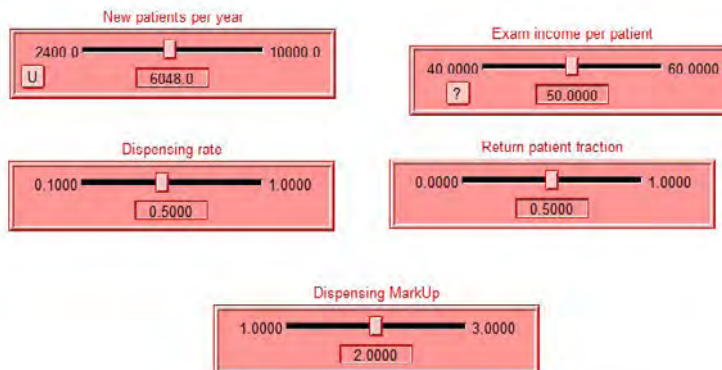 New patients per year
2400.0 10000.0
U 6048.0
Exam income per patient
40.0000 60.0000
? 50.0000
Dispensing rate
0.1000 1.0000
0.5000
Return patient fraction
0.0000 1.0000
0.5000
Dispensing MarkUp
1.0000 3.0000
2.0000